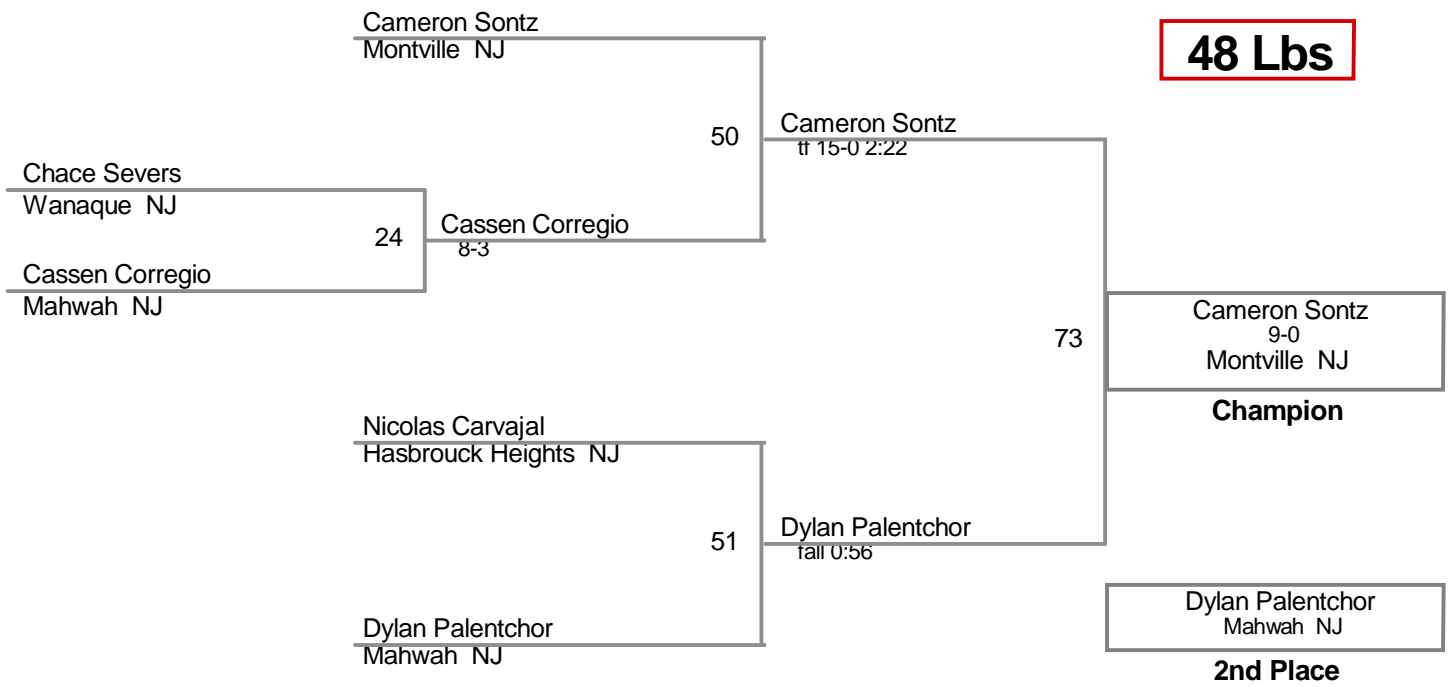 48 Lbs
Cameron Sontz
Montville NJ
50
Cameron Sontz
tf 15-0 2:22
Chace Severs
Wanaque NJ
24
Cassen Corregio
8-3
Cassen Corregio
Mahwah NJ
73
Cameron Sontz
9-0
Montville NJ
Champion
Nicolas Carvajal
Hasbrouck Heights NJ
51
Dylan Palentchor
fall 0:56
Dylan Palentchor
Mahwah NJ
Dylan Palentchor
Mahwah NJ
2nd Place